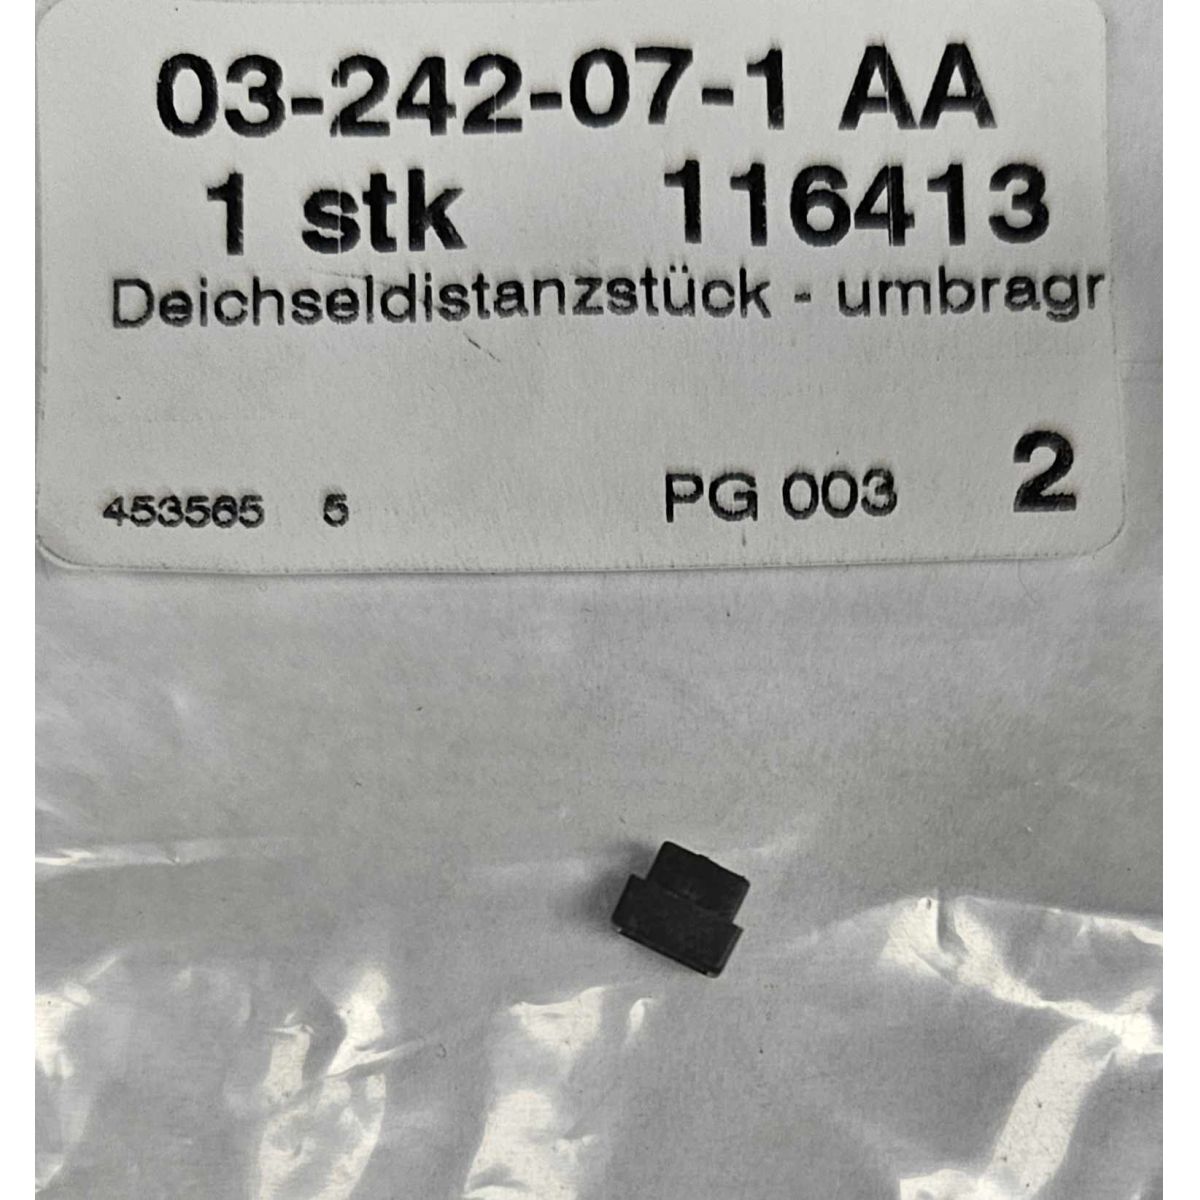 03-242-07-1 AA
1 stk 116413
Deichseldistanzstück - umbragr
453565 5 PG 003 2